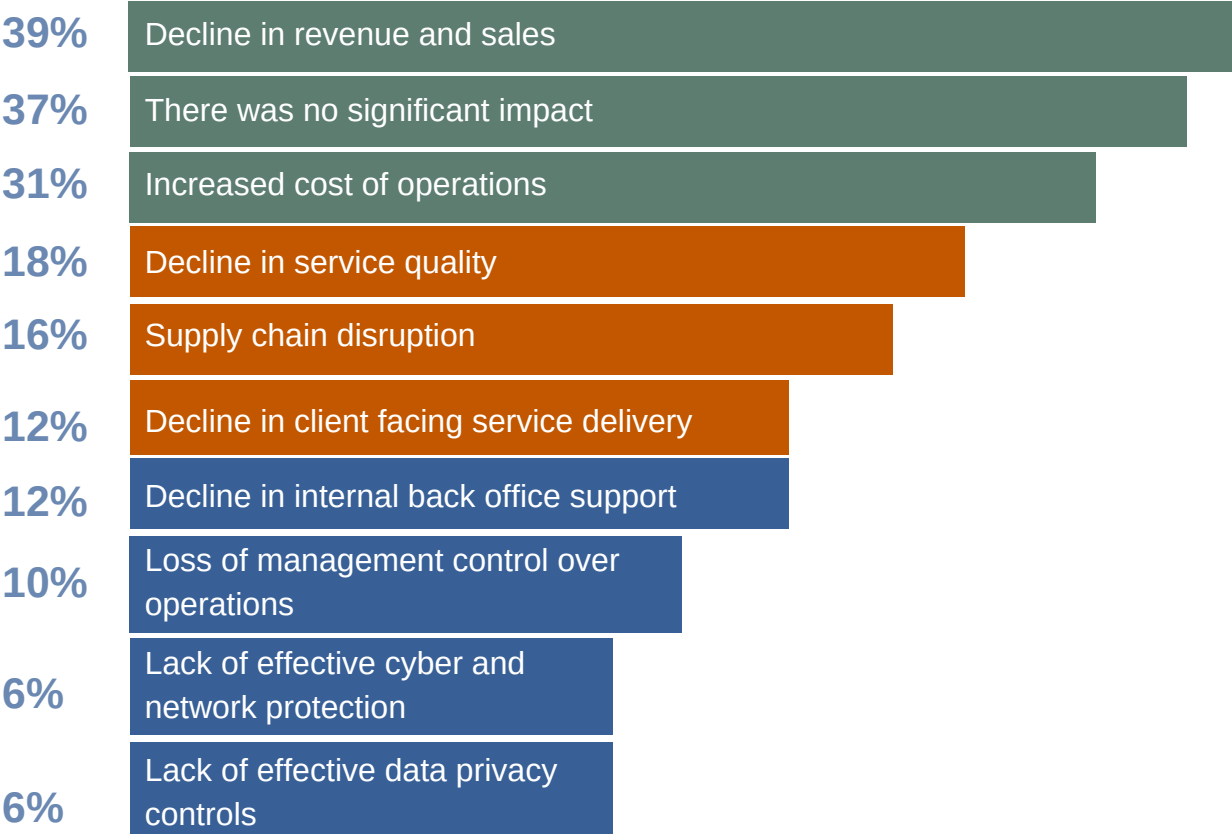 39% Decline in revenue and sales
37% There was no significant impact
31% Increased cost of operations
18% Decline in service quality
16% Supply chain disruption
12% Decline in client facing service delivery
12% Decline in internal back office support
10% Loss of management control over
operations
6% Lack of effective cyber and
network protection
6% Lack of effective data privacy
controls